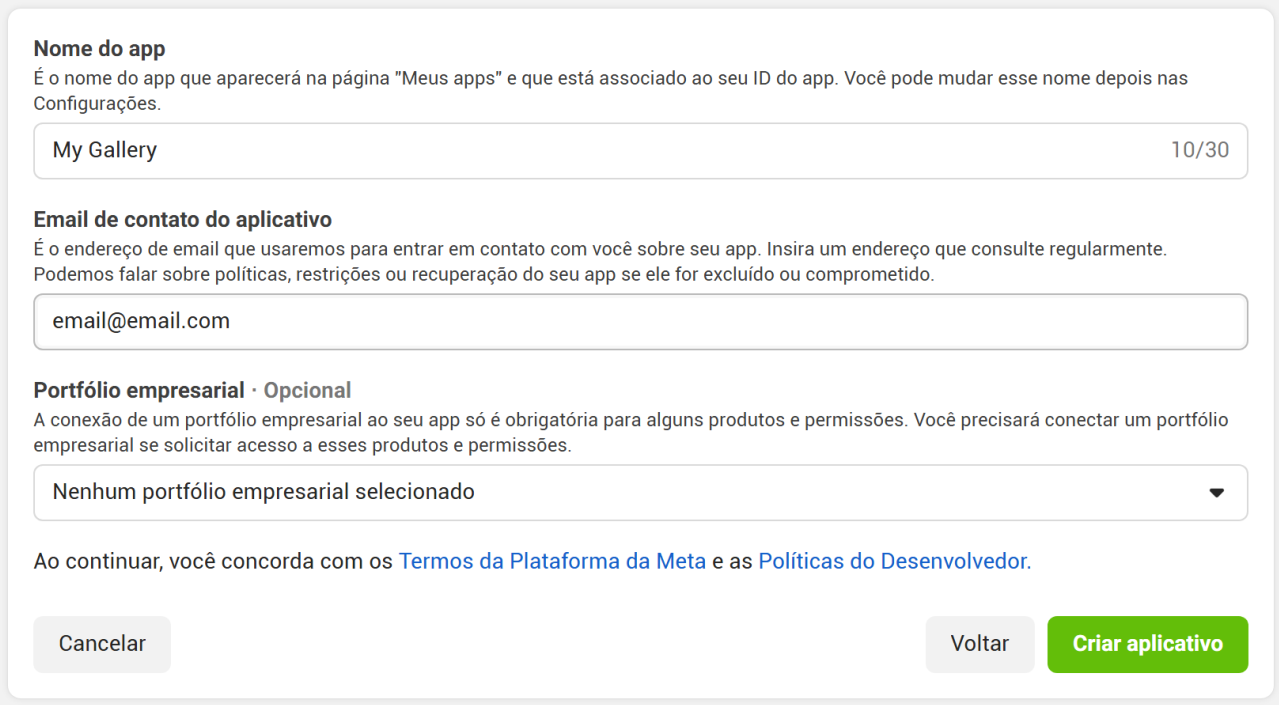 Nome do app
É o nome do app que aparecerá na página "Meus apps" e que está associado ao seu ID do app. Você pode mudar esse nome depois nas
Configurações.
My Gallery 10/30
Email de contato do aplicativo
É o endereço de email que usaremos para entrar em contato com você sobre seu app. Insira um endereço que consulte regularmente.
Podemos falar sobre políticas, restrições ou recuperação do seu app se ele for excluído ou comprometido.
email@email.com
Portfólio empresarial · Opcional
A conexão de um portfólio empresarial ao seu app só é obrigatória para alguns produtos e permissões. Você precisará conectar um portfólio
empresarial se solicitar acesso a esses produtos e permissões.
Nenhum portfólio empresarial selecionado
Ao continuar, você concorda com os Termos da Plataforma da Meta e as Políticas do Desenvolvedor.
Cancelar Voltar Criar aplicativo